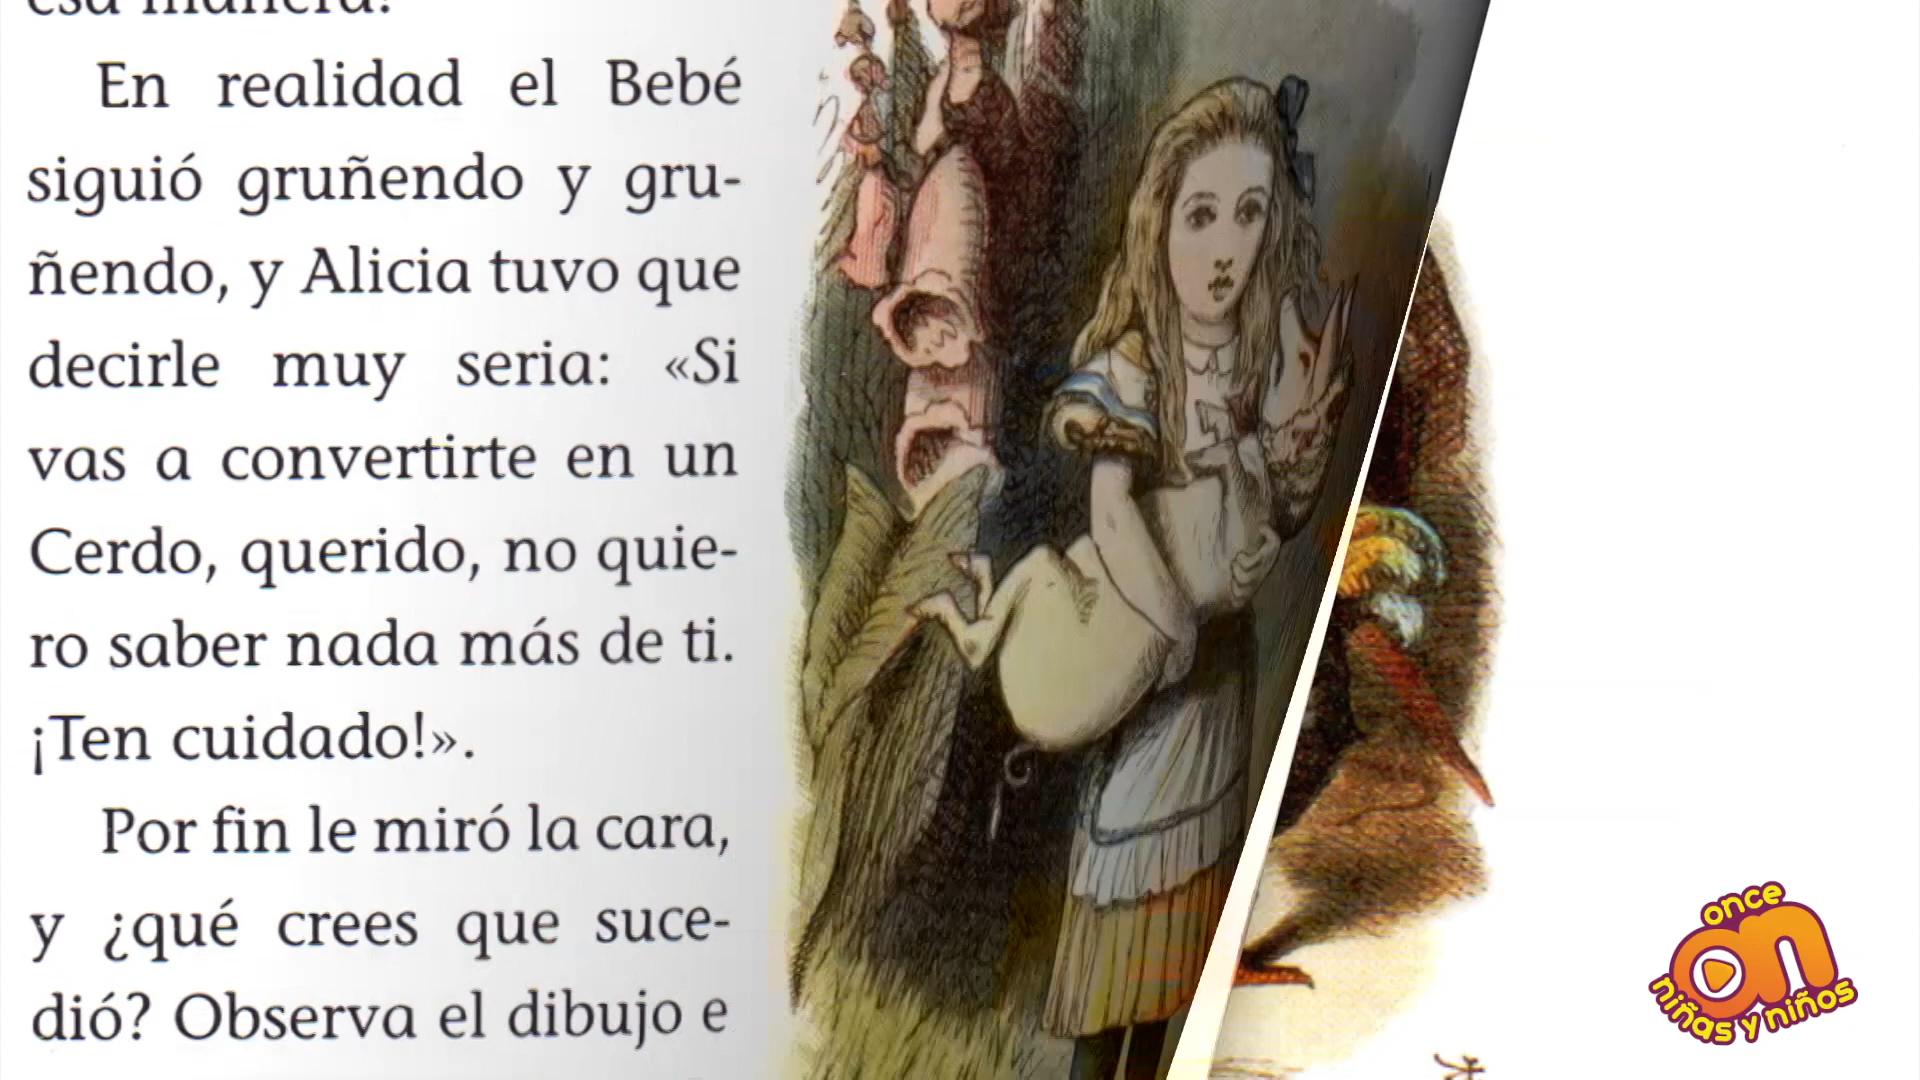 esa manera!
En realidad el Bebé
siguió gruñendo y gru-
ñendo, y Alicia tuvo que
decirle muy seria: «Si
vas a convertirte en un
Cerdo, querido, no quie-
ro saber nada más de ti.
¡Ten cuidado!».
Por fin le miró la cara,
y ¿qué crees que suce-
dió? Observa el dibujo e
once
niñas y niños